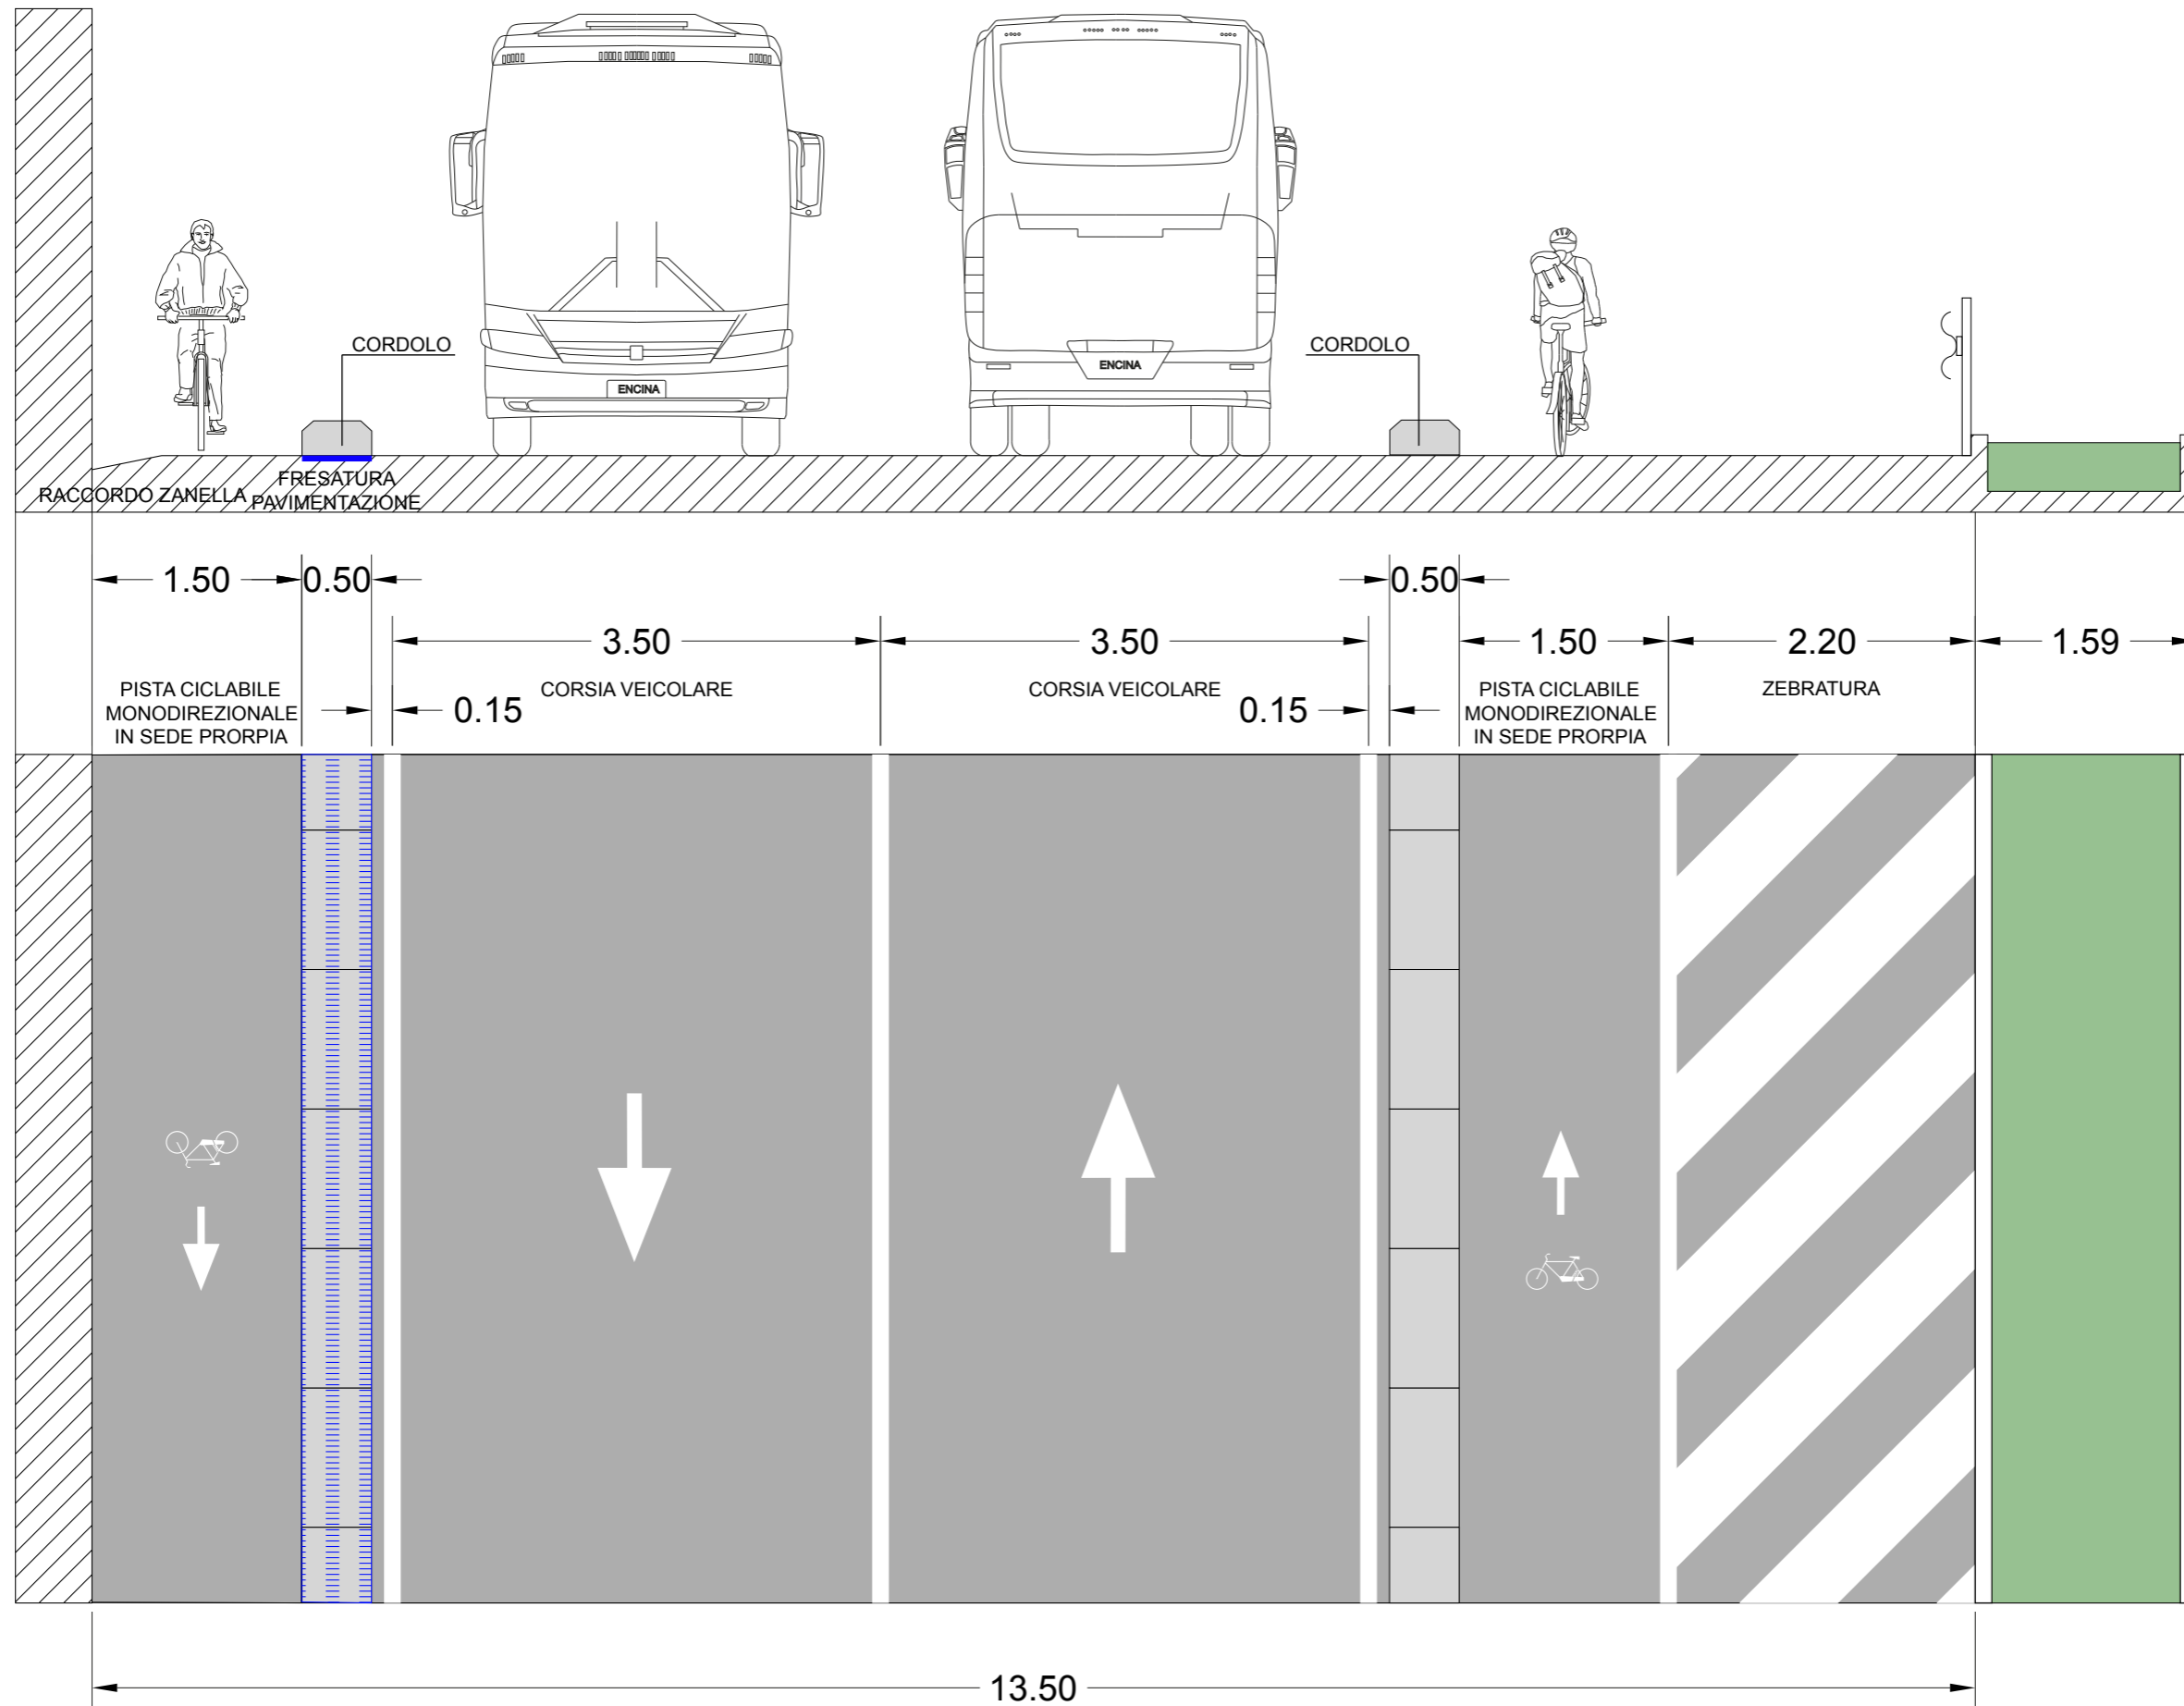 CORDOLO
CORDOLO
ENCINA
ENCINA
RACCORDO ZANELLA
FRESATURA
PAVIMENTAZIONE
1.50
0.50
0.50
3.50
3.50
1.50
2.20
1.59
PISTA CICLABILE
MONODIREZIONALE
IN SEDE PRORPIA
0.15
CORSIA VEICOLARE
CORSIA VEICOLARE
0.15
PISTA CICLABILE
MONODIREZIONALE
IN SEDE PRORPIA
ZEBRATURA
13.50